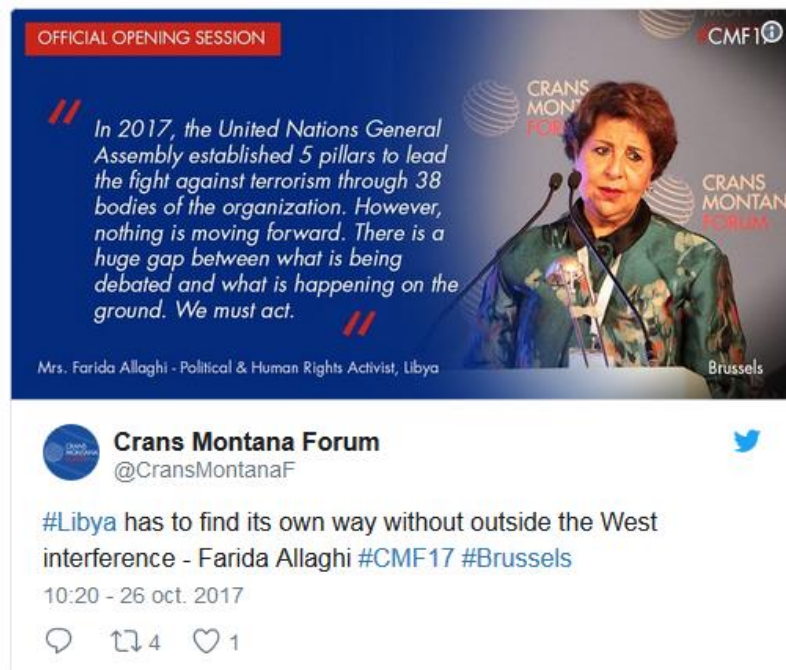 OFFICIAL OPENING SESSION
#CMF17
"
In 2017, the United Nations General
Assembly established 5 pillars to lead
the fight against terrorism through 38
bodies of the organization. However,
nothing is moving forward. There is a
huge gap between what is being
debated and what is happening on the
ground. We must act.
"
CRANS
MONT
FOR
CRANS
MONTAN
FORUM
Mrs. Farida Allaghi - Political & Human Rights Activist, Libya
Brussels
Crans Montana Forum
@CransMontanaF
#Libya has to find its own way without outside the West
interference - Farida Allaghi #CMF17 #Brussels
10:20 - 26 oct. 2017
4 1